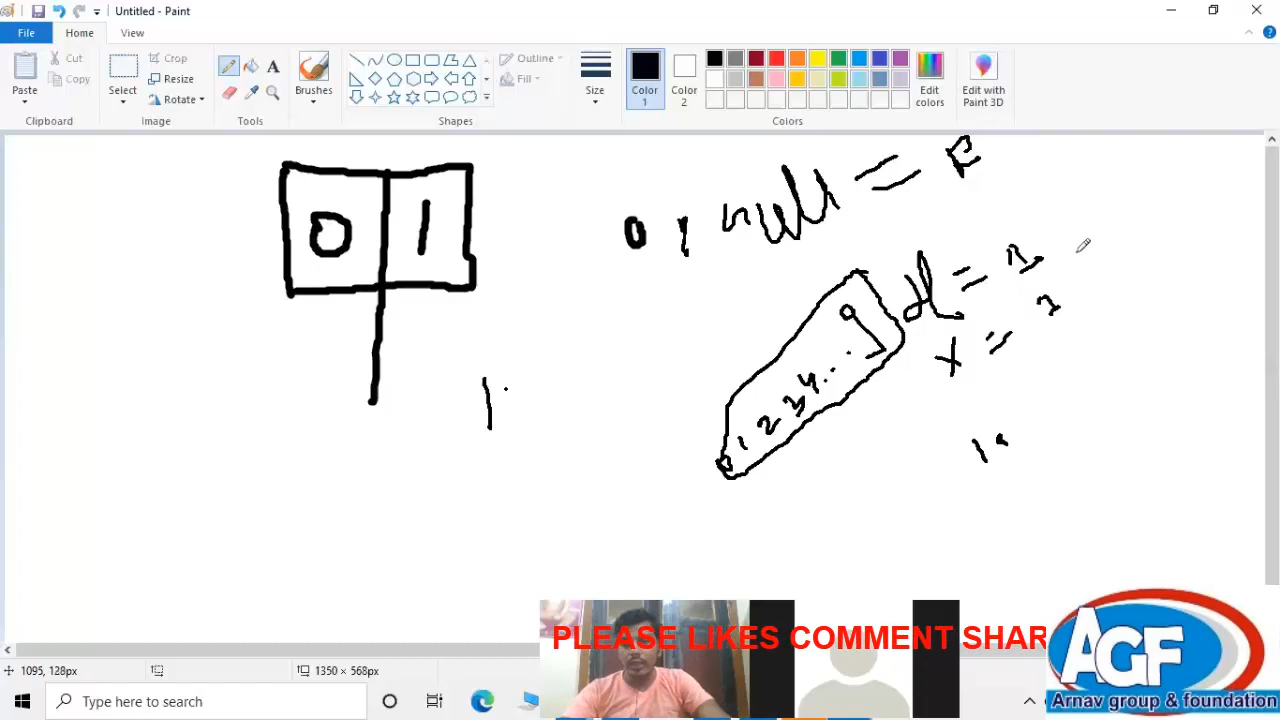 Untitled - Paint
File Home View
Cut
Copy
Paste
Clipboard
Crop
Resize
Rotate
Select
Image
A
Tools
Brushes
Outline
Fill
Shapes
Size
Color 1
Color 2
Edit colors
Edit with Paint 3D
Colors
0 1
0 1 null =
0 1 2 3 4 ...
d =
x =
PLEASE LIKES COMMENT SHAR
AGF
Arnav group & foundation
1095, 128px
1350 × 568px
Type here to search